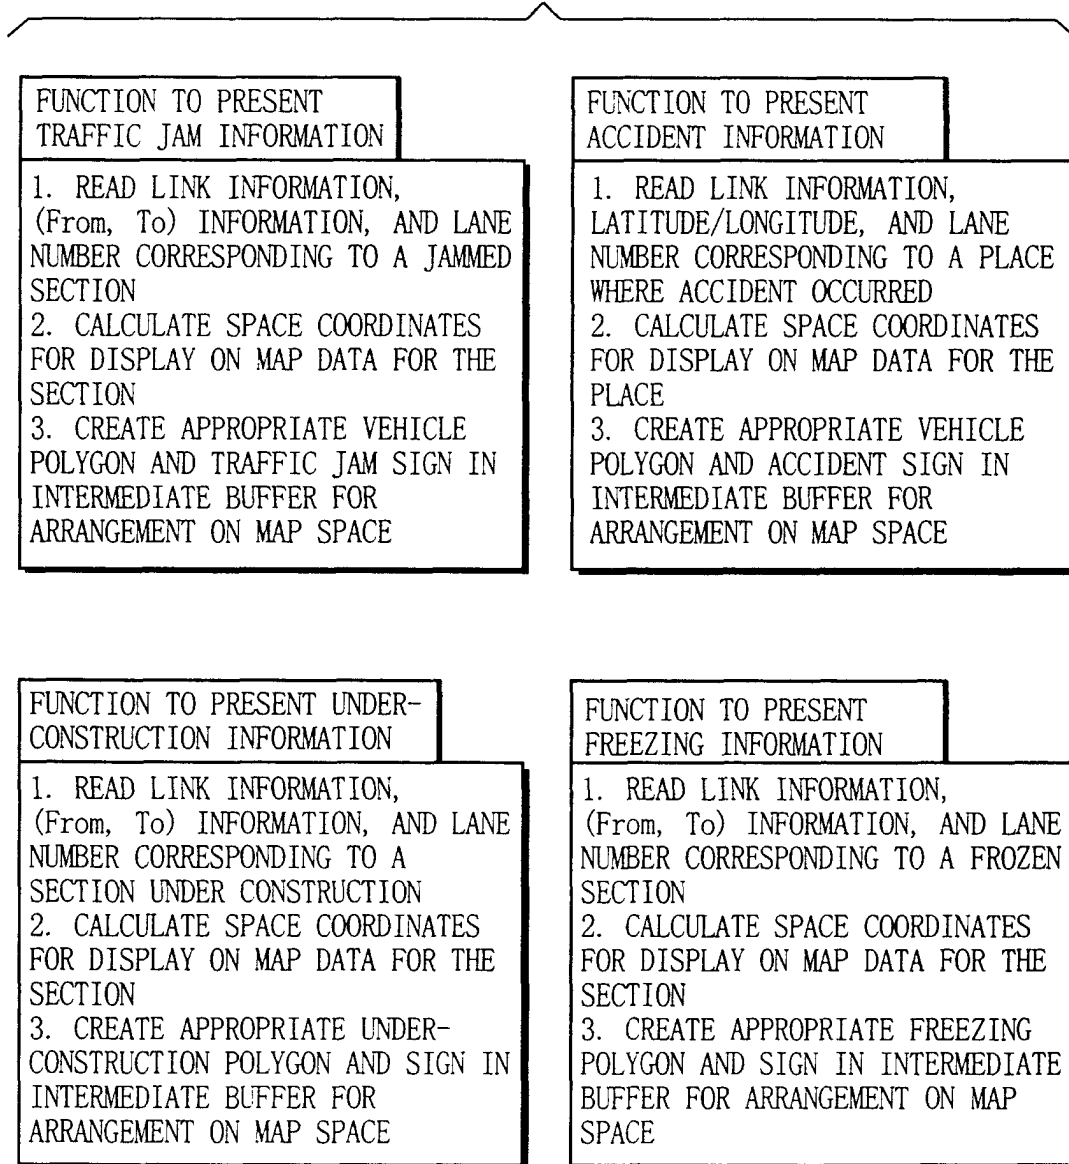 FUNCTION TO PRESENT
TRAFFIC JAM INFORMATION
1. READ LINK INFORMATION,
(From, To) INFORMATION, AND LANE
NUMBER CORRESPONDING TO A JAMMED
SECTION
2. CALCULATE SPACE COORDINATES
FOR DISPLAY ON MAP DATA FOR THE
SECTION
3. CREATE APPROPRIATE VEHICLE
POLYGON AND TRAFFIC JAM SIGN IN
INTERMEDIATE BUFFER FOR
ARRANGEMENT ON MAP SPACE
FUNCTION TO PRESENT
ACCIDENT INFORMATION
1. READ LINK INFORMATION,
LATITUDE/LONGITUDE, AND LANE
NUMBER CORRESPONDING TO A PLACE
WHERE ACCIDENT OCCURRED
2. CALCULATE SPACE COORDINATES
FOR DISPLAY ON MAP DATA FOR THE
PLACE
3. CREATE APPROPRIATE VEHICLE
POLYGON AND ACCIDENT SIGN IN
INTERMEDIATE BUFFER FOR
ARRANGEMENT ON MAP SPACE
FUNCTION TO PRESENT UNDER-
CONSTRUCTION INFORMATION
1. READ LINK INFORMATION,
(From, To) INFORMATION, AND LANE
NUMBER CORRESPONDING TO A
SECTION UNDER CONSTRUCTION
2. CALCULATE SPACE COORDINATES
FOR DISPLAY ON MAP DATA FOR THE
SECTION
3. CREATE APPROPRIATE UNDER-
CONSTRUCTION POLYGON AND SIGN IN
INTERMEDIATE BUFFER FOR
ARRANGEMENT ON MAP SPACE
FUNCTION TO PRESENT
FREEZING INFORMATION
1. READ LINK INFORMATION,
(From, To) INFORMATION, AND LANE
NUMBER CORRESPONDING TO A FROZEN
SECTION
2. CALCULATE SPACE COORDINATES
FOR DISPLAY ON MAP DATA FOR THE
SECTION
3. CREATE APPROPRIATE FREEZING
POLYGON AND SIGN IN INTERMEDIATE
BUFFER FOR ARRANGEMENT ON MAP
SPACE